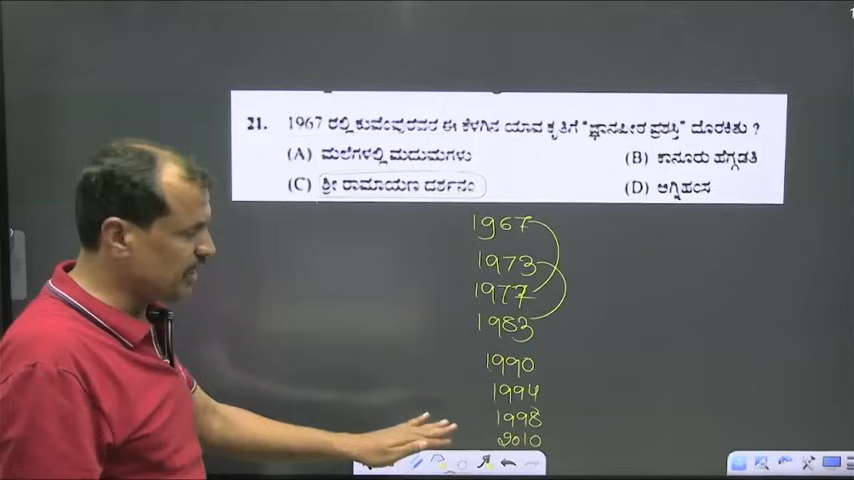 21. 1967 ರಲ್ಲಿ ಕುವೆಂಪುರವರ ಈ ಕೆಳಗಿನ ಯಾವ ಕೃತಿಗೆ "ಜ್ಞಾನಪೀಠ ಪ್ರಶಸ್ತಿ" ದೊರಕಿತು ?
(A) ಮಲೆಗಳಲ್ಲಿ ಮದುಮಗಳು (B) ಕಾನೂರು ಹೆಗ್ಗಡತಿ
(C) ಶ್ರೀ ರಾಮಾಯಣ ದರ್ಶನಂ (D) ಅಗ್ನಿಹಂಸ
1967
1973
1977
1983
1990
1994
1998
2010